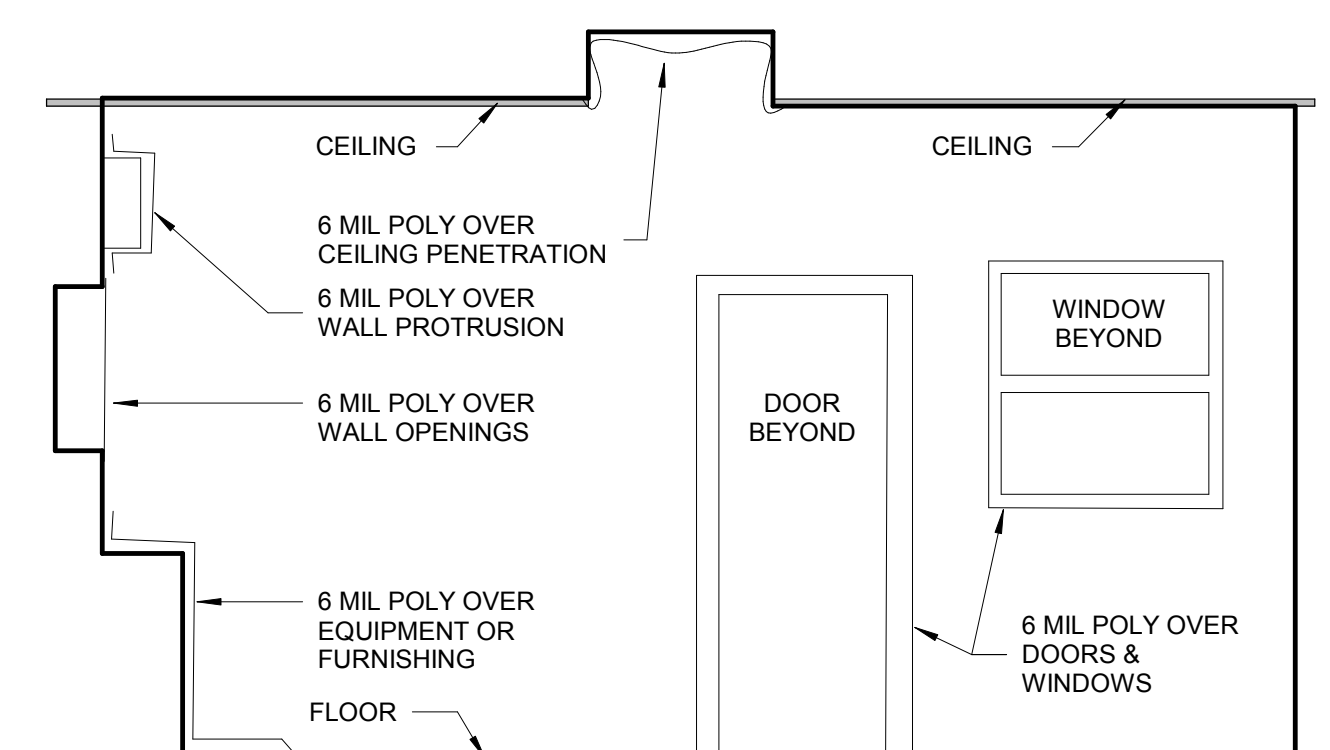 CEILING
CEILING
6 MIL POLY OVER
CEILING PENETRATION
6 MIL POLY OVER
WALL PROTRUSION
WINDOW
BEYOND
6 MIL POLY OVER
WALL OPENINGS
DOOR
BEYOND
6 MIL POLY OVER
EQUIPMENT OR
FURNISHING
6 MIL POLY OVER
DOORS &
WINDOWS
FLOOR